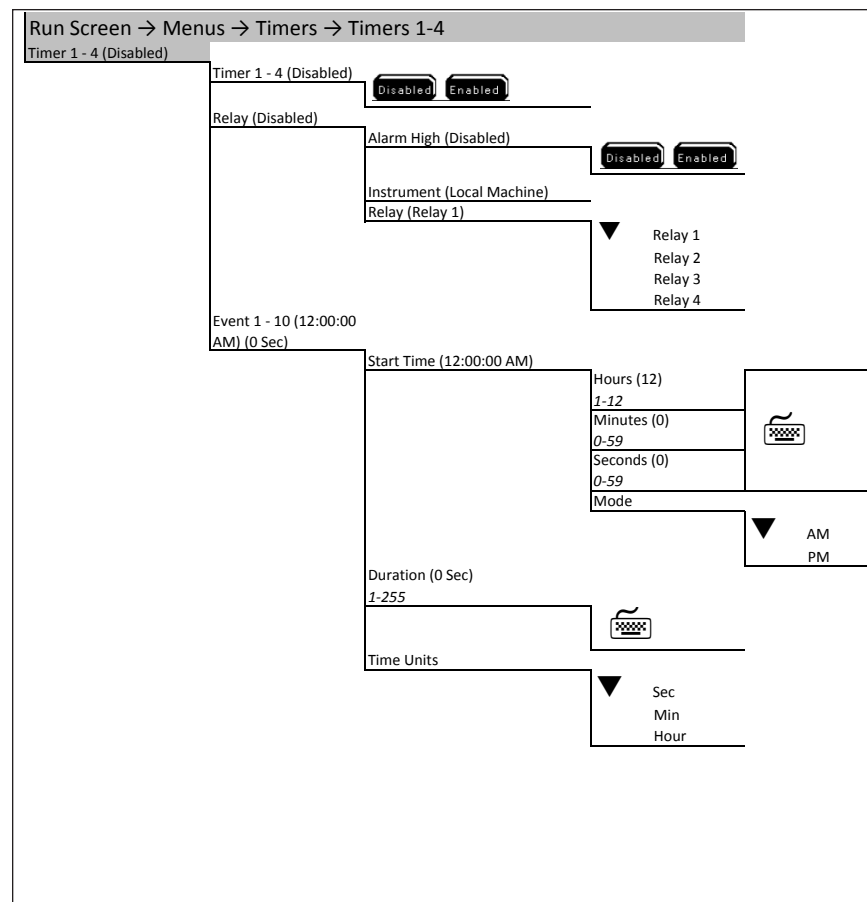 Run Screen → Menus → Timers → Timers 1-4
Timer 1 - 4 (Disabled)
Timer 1 - 4 (Disabled)
Disabled Enabled
Relay (Disabled)
Alarm High (Disabled)
Disabled Enabled
Instrument (Local Machine)
Relay (Relay 1)
Relay 1
Relay 2
Relay 3
Relay 4
Event 1 - 10 (12:00:00
AM) (0 Sec)
Start Time (12:00:00 AM)
Hours (12)
1-12
Minutes (0)
0-59
Seconds (0)
0-59
Mode
AM
PM
Duration (0 Sec)
1-255
Time Units
Sec
Min
Hour